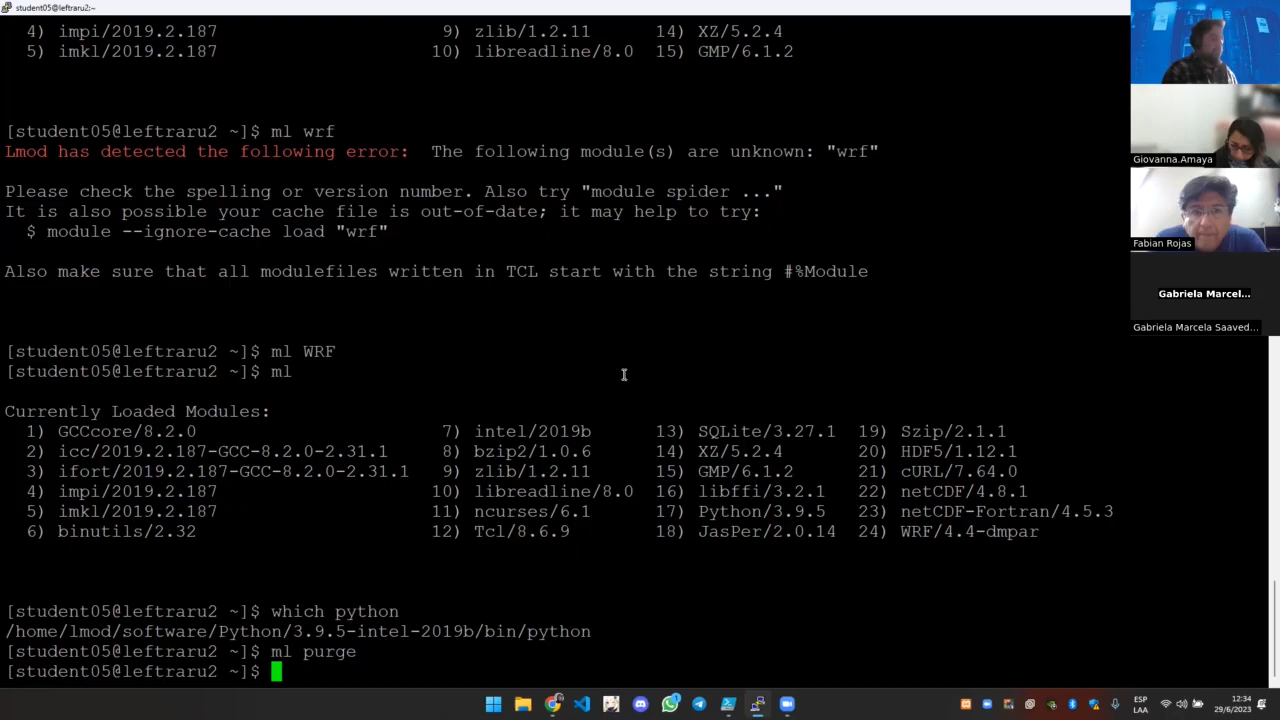 student05@leftraru2:~
4) impi/2019.2.187 9) zlib/1.2.11 14) XZ/5.2.4
5) imkl/2019.2.187 10) libreadline/8.0 15) GMP/6.1.2
[student05@leftraru2 ~]$ ml wrf
Lmod has detected the following error: The following module(s) are unknown: "wrf"
Please check the spelling or version number. Also try "module spider ..."
It is also possible your cache file is out-of-date; it may help to try:
$ module --ignore-cache load "wrf"
Also make sure that all modulefiles written in TCL start with the string #%Module
[student05@leftraru2 ~]$ ml WRF
[student05@leftraru2 ~]$ ml
Currently Loaded Modules:
1) GCCcore/8.2.0 7) intel/2019b 13) SQLite/3.27.1 19) Szip/2.1.1
2) icc/2019.2.187-GCC-8.2.0-2.31.1 8) bzip2/1.0.6 14) XZ/5.2.4 20) HDF5/1.12.1
3) ifort/2019.2.187-GCC-8.2.0-2.31.1 9) zlib/1.2.11 15) GMP/6.1.2 21) cURL/7.64.0
4) impi/2019.2.187 10) libreadline/8.0 16) libffi/3.2.1 22) netCDF/4.8.1
5) imkl/2019.2.187 11) ncurses/6.1 17) Python/3.9.5 23) netCDF-Fortran/4.5.3
6) binutils/2.32 12) Tcl/8.6.9 18) JasPer/2.0.14 24) WRF/4.4-dmpar
[student05@leftraru2 ~]$ which python
/home/lmod/software/Python/3.9.5-intel-2019b/bin/python
[student05@leftraru2 ~]$ ml purge
[student05@leftraru2 ~]$
Giovanna.Amaya
Fabian Rojas
Gabriela Marcel...
Gabriela Marcela Saaved...
1
ESP
LAA
12:34
29/6/2023